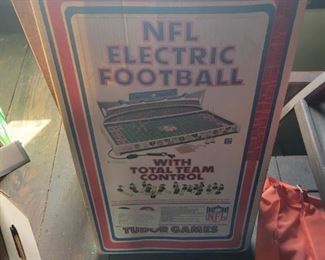 NFL
ELECTRIC
FOOTBALL
WITH
TOTAL TEAM
CONTROL
NFL
TUDOR GAMES